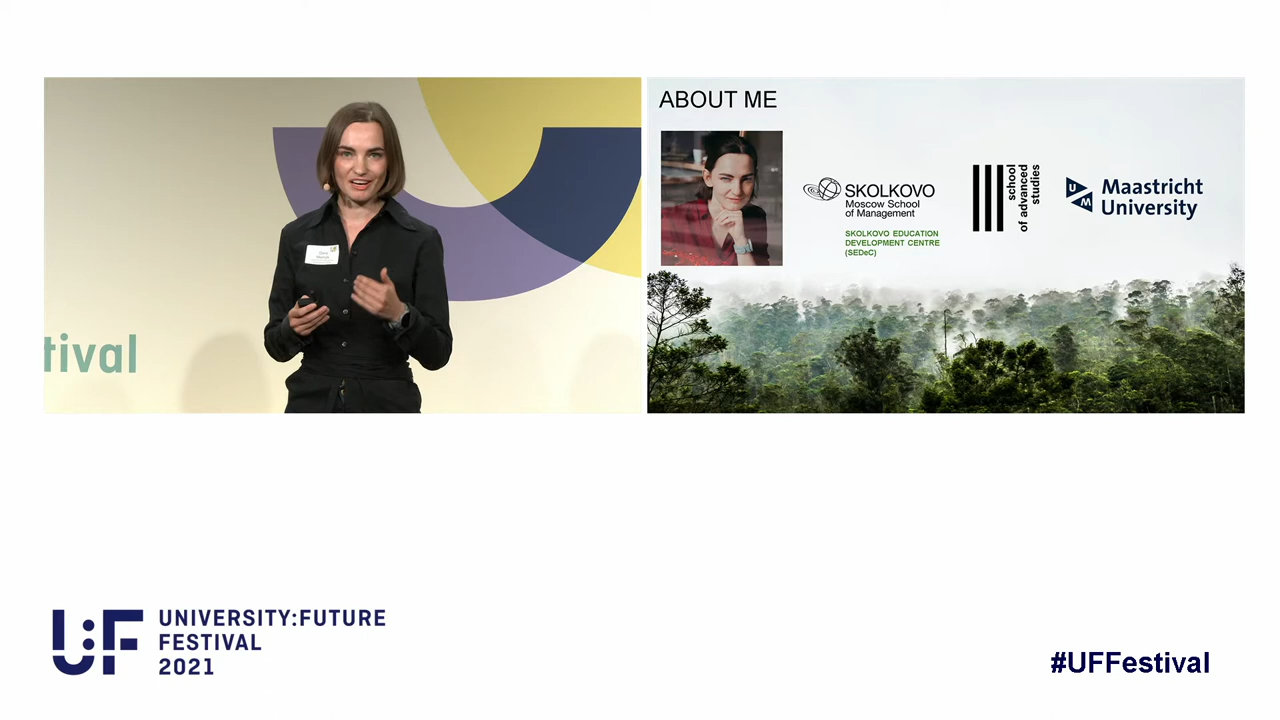 tival
ABOUT ME
SKOLKOVO
Moscow School
of Management
SKOLKOVO EDUCATION
DEVELOPMENT CENTRE
(SEDeC)
school
of advanced
studies
UM
Maastricht
University
U:F
UNIVERSITY:FUTURE
FESTIVAL
2021
#UFFestival